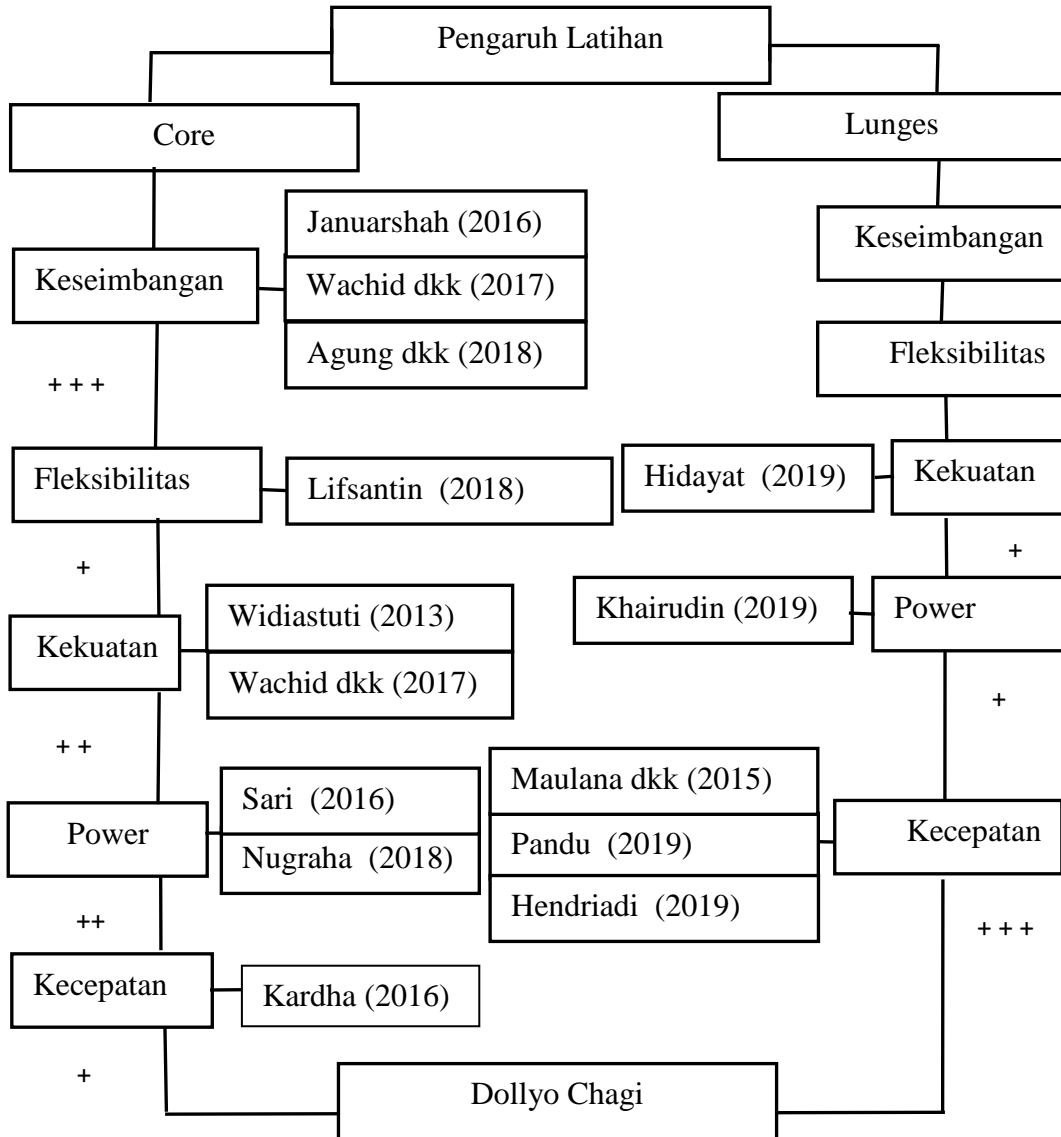 Pengaruh Latihan
Core
Lunges
Januarshah (2016)
Keseimbangan
Keseimbangan
Wachid dkk (2017)
Agung dkk (2018)
Fleksibilitas
+ + +
Fleksibilitas
Lifsantin (2018)
Hidayat (2019)
Kekuatan
+
+
Widiastuti (2013)
Khairudin (2019)
Power
Kekuatan
Wachid dkk (2017)
+
+ +
Sari (2016)
Maulana dkk (2015)
Power
Kecepatan
Nugraha (2018)
Pandu (2019)
Hendriadi (2019)
++
+ + +
Kecepatan
Kardha (2016)
+
Dollyo Chagi